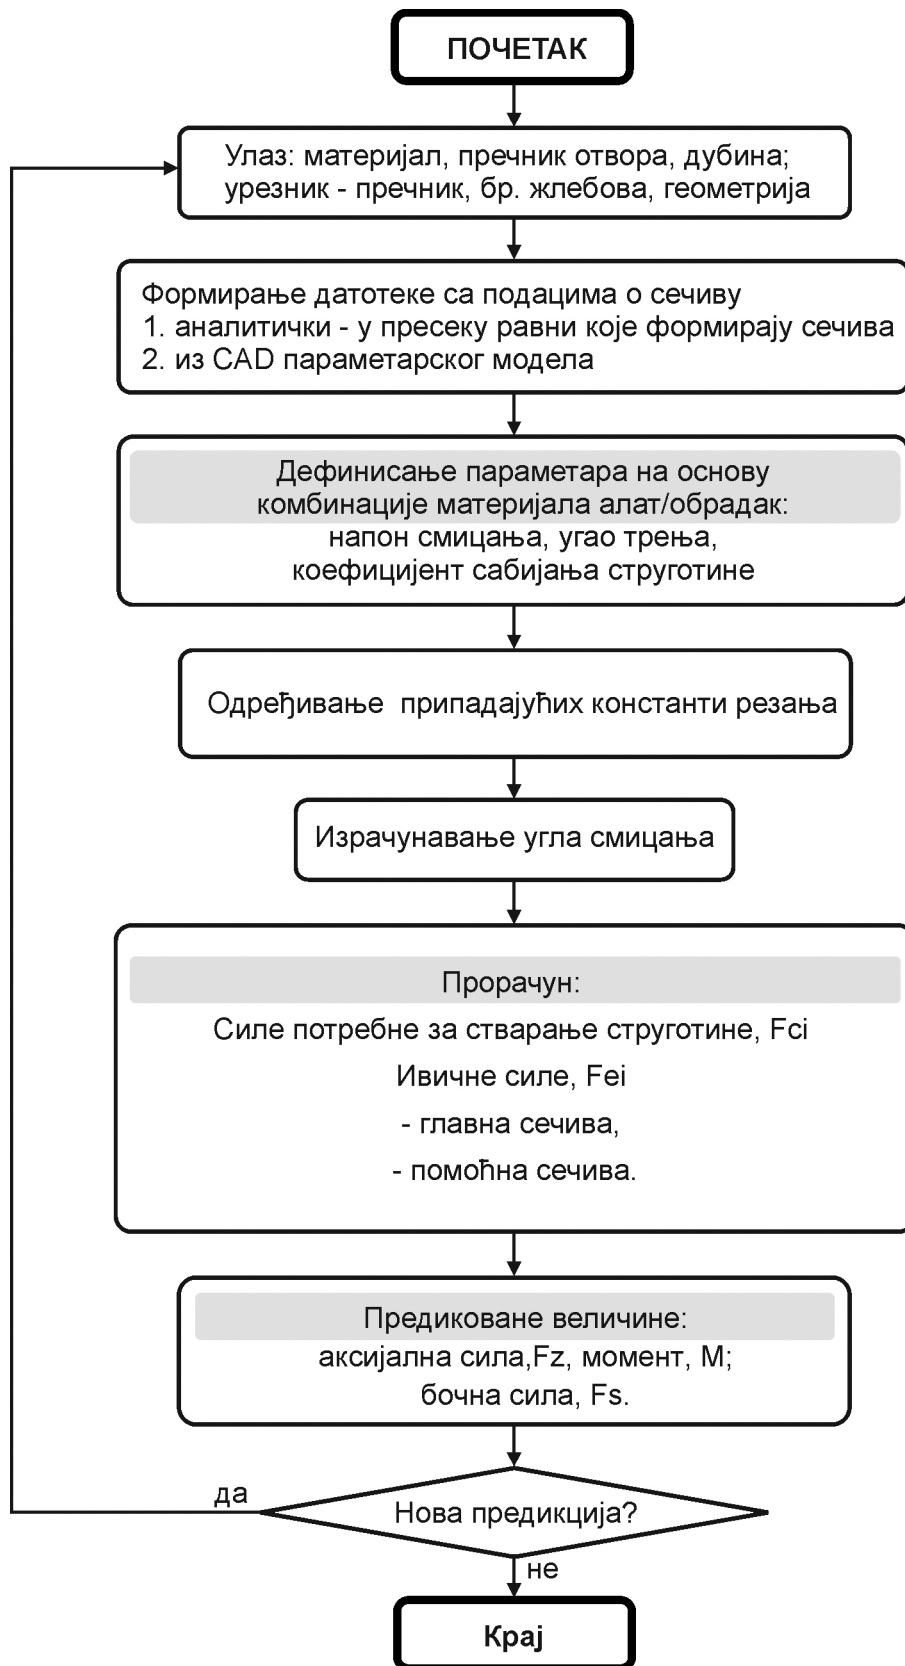 ПОЧЕТАК
Улаз: материјал, пречник отвора, дубина;
урезник - пречник, бр. жлебова, геометрија
Формирање датотеке са подацима о сечиву
1. аналитички - у пресеку равни које формирају сечива
2. из CAD параметарског модела
Дефинисање параметара на основу
комбинације материјала алат/обрадак:
напон смицања, угао трења,
коефицијент сабијања струготине
Одређивање припадајућих константи резања
Израчунавање угла смицања
Прорачун:
Силе потребне за стварање струготине, Fci
Ивичне силе, Fei
- главна сечива,
- помоћна сечива.
Предиковане величине:
аксијална сила,Fz, момент, М;
бочна сила, Fs.
да
Нова предикција?
не
Крај